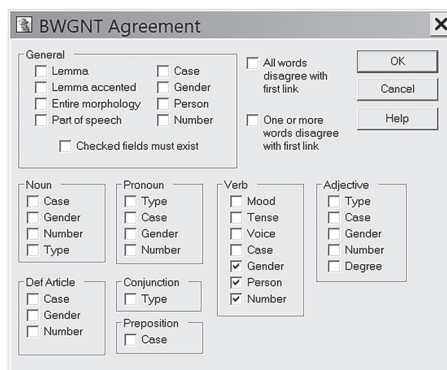 BWGNT Agreement
General
Lemma
Lemma accented
Entire morphology
Part of speech
Case
Gender
Person
Number
Checked fields must exist
All words
disagree with
first link
One or more
words disagree
with first link
OK
Cancel
Help
Noun
Case
Gender
Number
Type
Pronoun
Type
Case
Gender
Number
Verb
Mood
Tense
Voice
Case
Gender
Person
Number
Adjective
Type
Case
Gender
Number
Degree
Def Article
Case
Gender
Number
Conjunction
Type
Preposition
Case